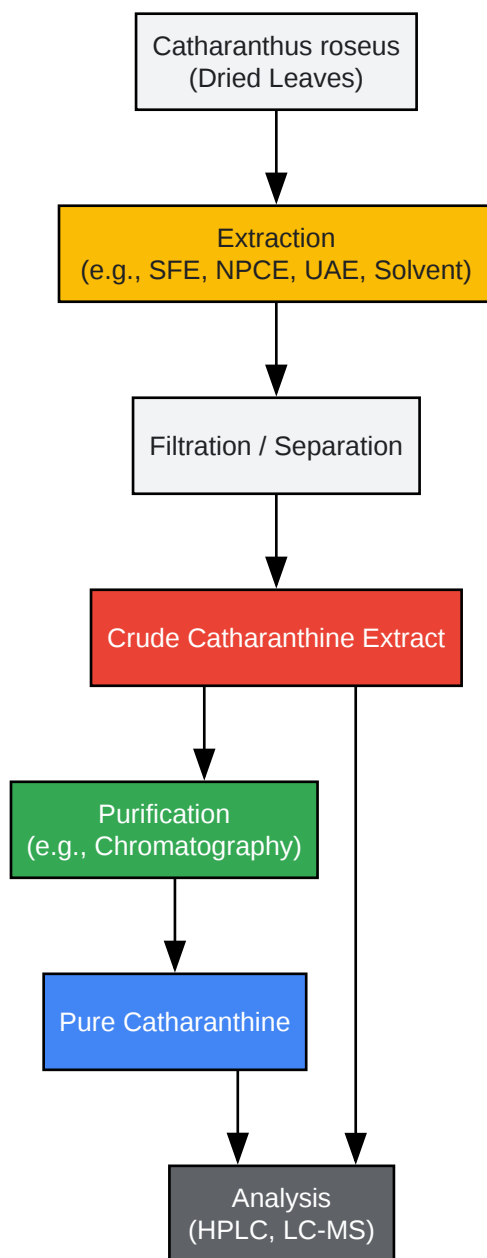 Catharanthus roseus
(Dried Leaves)
Extraction
(e.g., SFE, NPCE, UAE, Solvent)
Filtration / Separation
Crude Catharanthine Extract
Purification
(e.g., Chromatography)
Pure Catharanthine
Analysis
(HPLC, LC-MS)